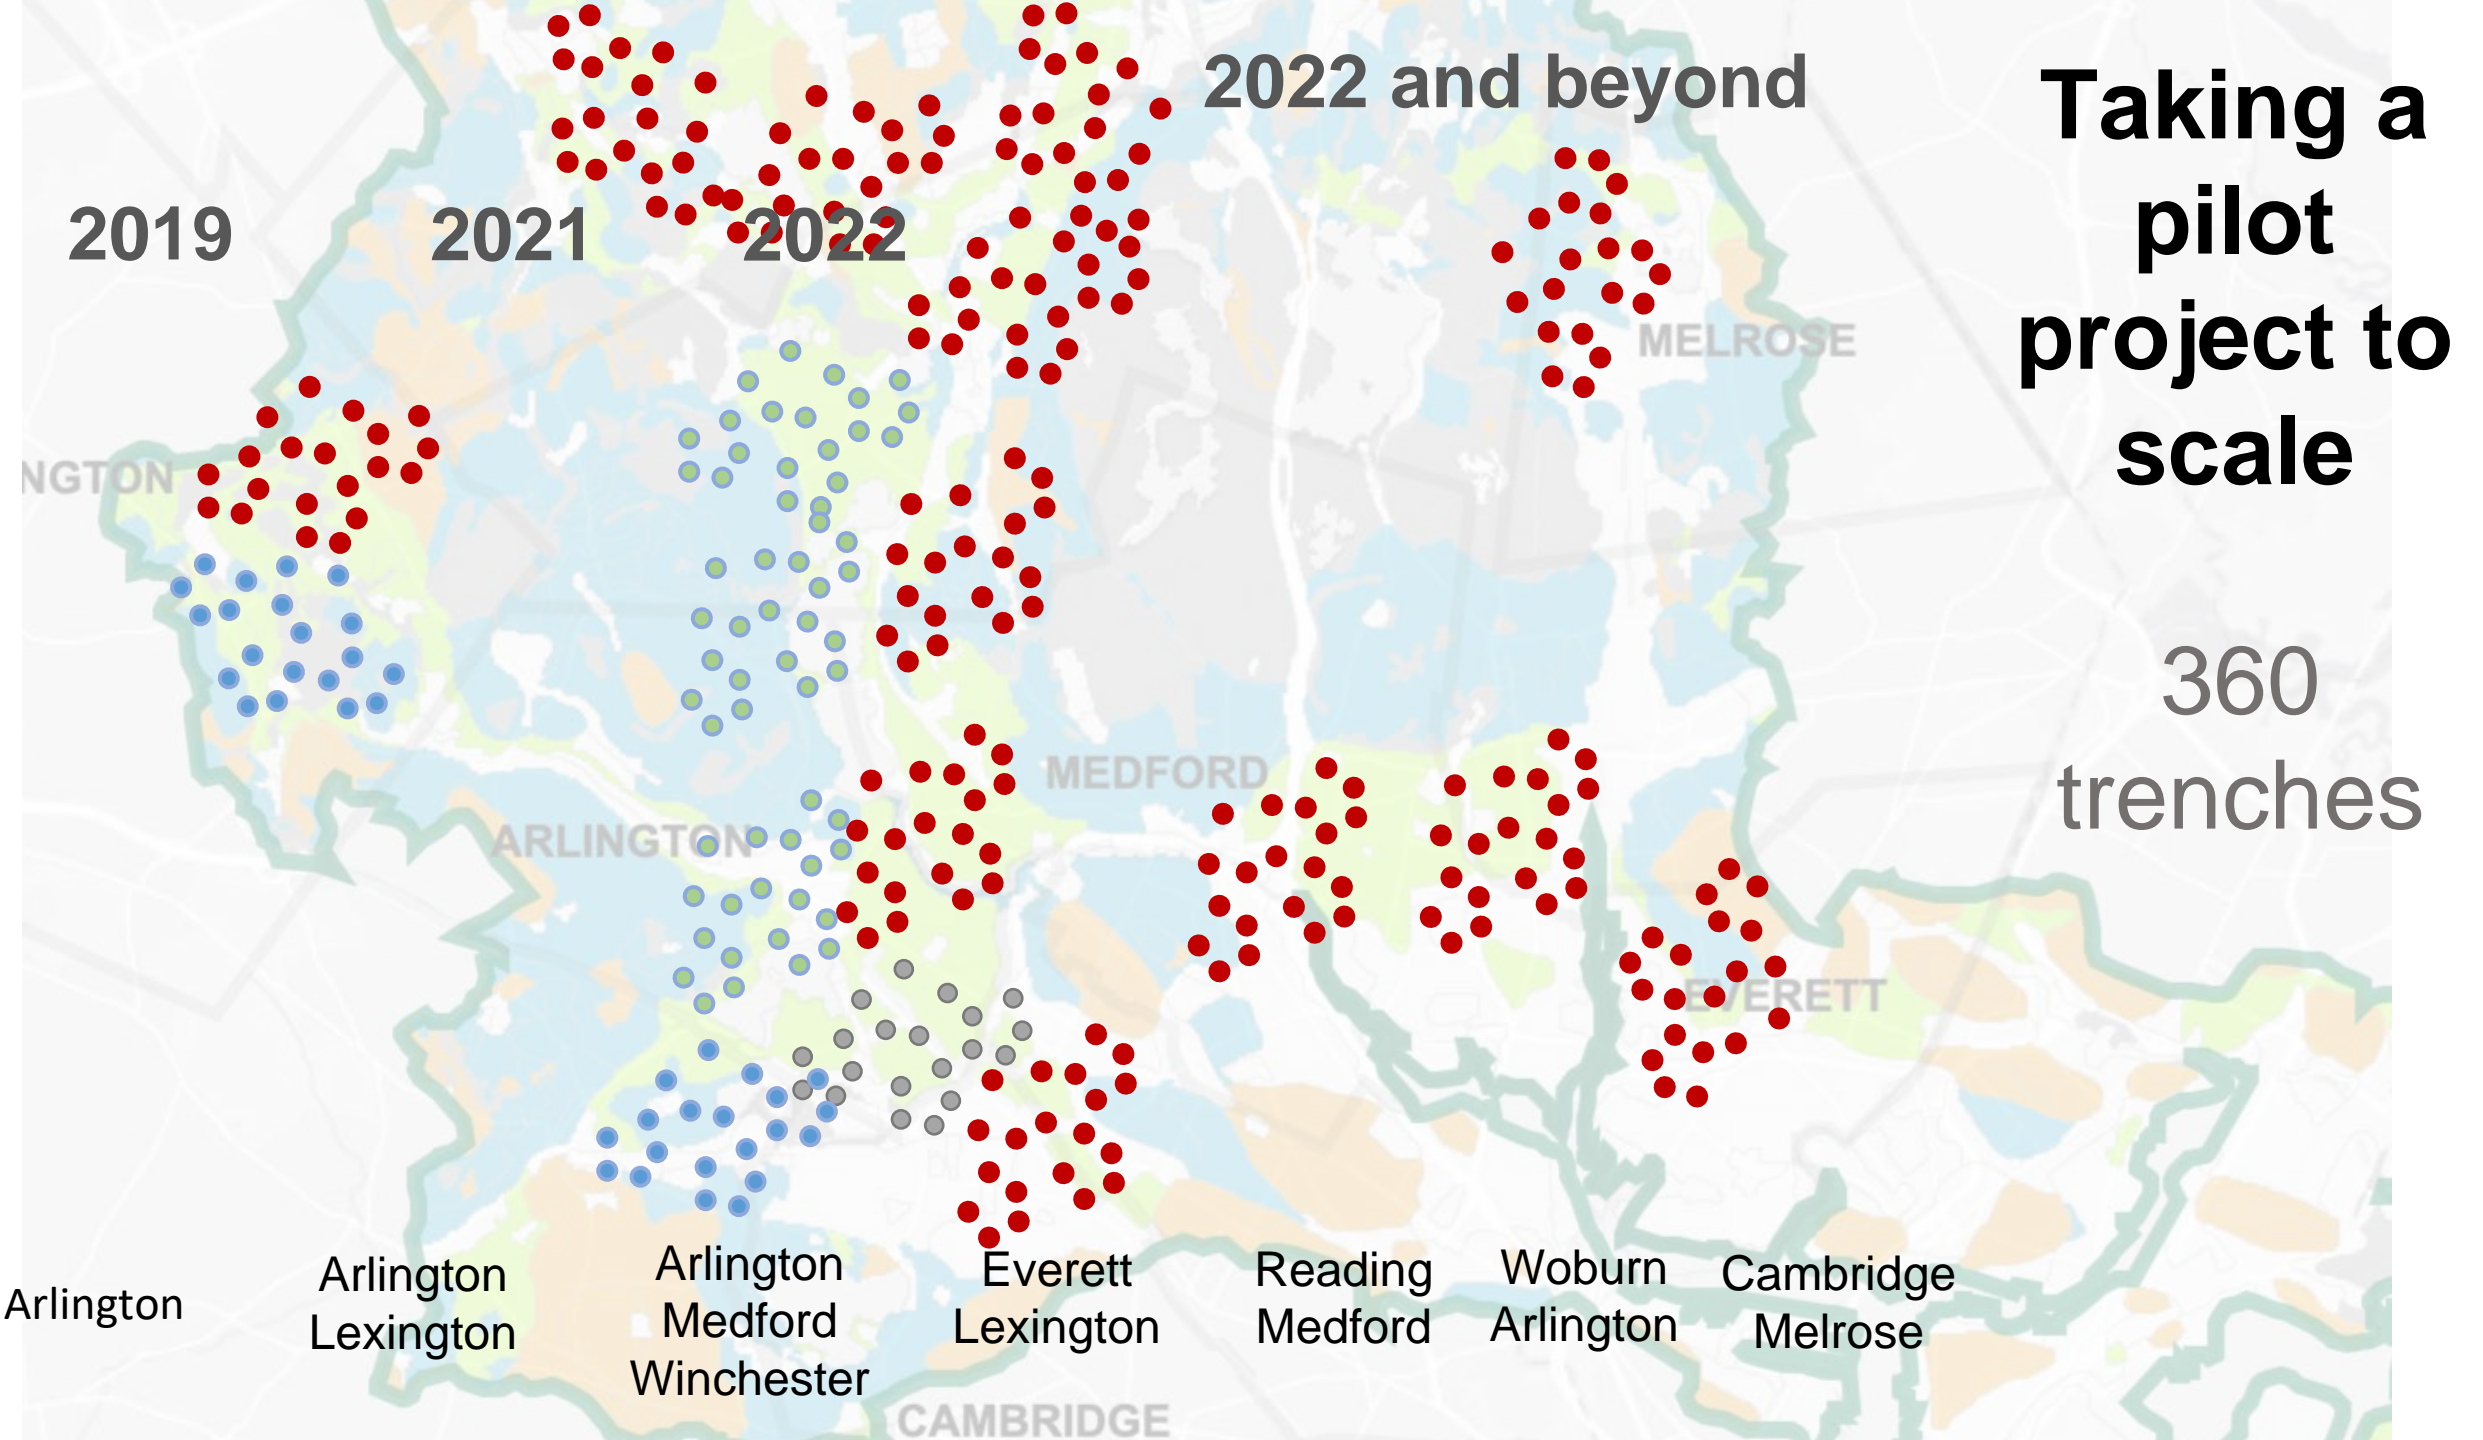 2022 and beyond
2019
2021
2022
Taking a
pilot
project to
scale
360
trenches
MELROSE
NGTON
MEDFORD
ARLINGTON
EVERETT
CAMBRIDGE
Arlington
Arlington
Lexington
Arlington
Medford
Winchester
Everett
Lexington
Reading
Medford
Woburn
Arlington
Cambridge
Melrose